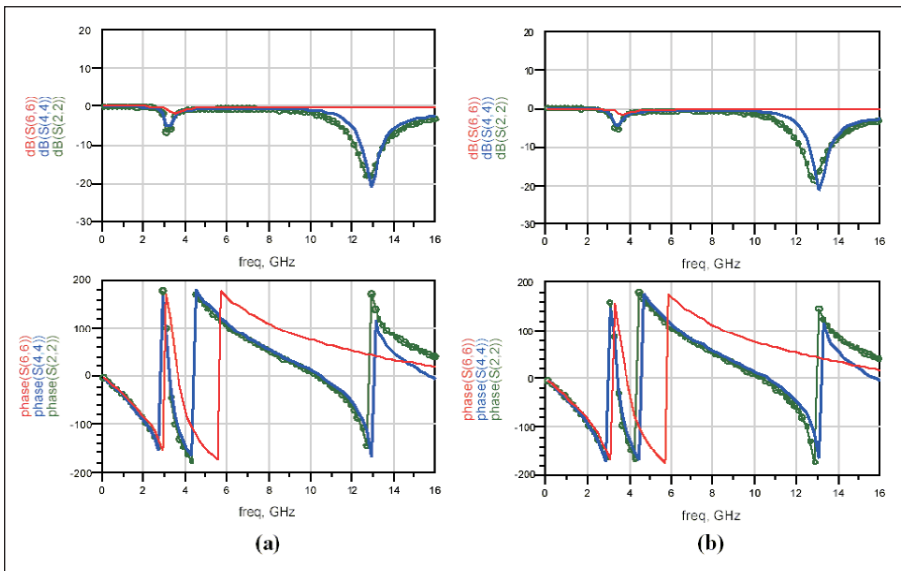 20
10
0
-10
-20
-30
dB(S(6,6))
dB(S(4,4))
dB(S(2,2))
0 2 4 6 8 10 12 14 16
freq, GHz
200
100
0
-100
-200
phase(S(6,6))
phase(S(4,4))
phase(S(2,2))
0 2 4 6 8 10 12 14 16
freq, GHz
(a)
20
10
0
-10
-20
-30
dB(S(6,6))
dB(S(4,4))
dB(S(2,2))
0 2 4 6 8 10 12 14 16
freq, GHz
200
100
0
-100
-200
phase(S(6,6))
phase(S(4,4))
phase(S(2,2))
0 2 4 6 8 10 12 14 16
freq, GHz
(b)